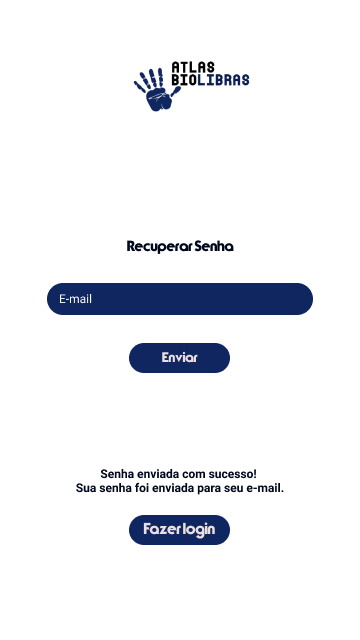 ATLAS
BIOLIBRAS
Recuperar Senha
E-mail
Enviar
Senha enviada com sucesso!
Sua senha foi enviada para seu e-mail.
Fazer login